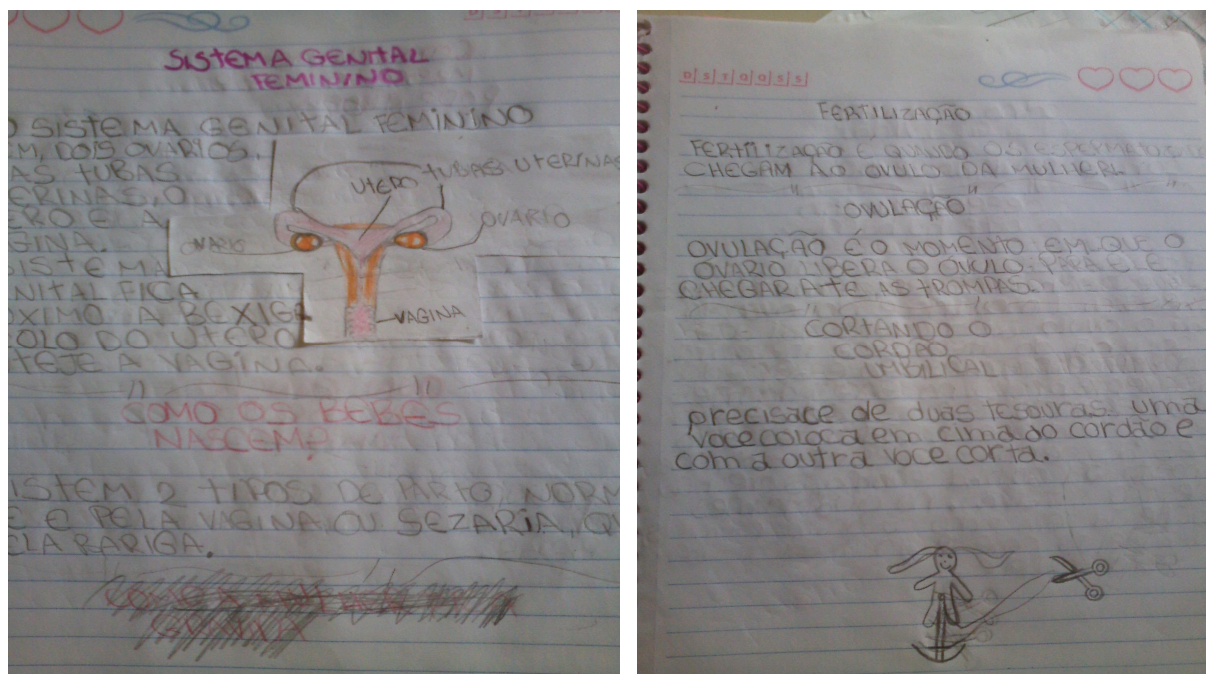 SISTEMA GENITAL
FEMININO
O SISTEMA GENITAL FEMININO
EM, DOIS OVARIOS,
AS TUBAS
ERINAS, O
ERO E A
GINA.
SISTEMA
NITAL FICA
OXIMO A BEXIGA
OLO DO UTERO
TEJE A VAGINA.
UTERO
TUBAS UTERINAS
OVARIO
OVARIO
VAGINA
COMO OS BEBES
NASCEM?
ISTEM 2 TIPOS DE PARTO, NORM
E E PELA VAGINA, OU SEZARIA, QU
ELA BARIGA.
D S T Q Q S S
FERTILIZAÇÃO
FERTILIZAÇÃO É QUANDO OS
CHEGAM AO OVULO DA MULHER.
OVULAÇÃO
OVULAÇÃO É O MOMENTO EM QUE O
OVARIO LIBERA O OVULO PARA ELE
CHEGAR ATE AS TROMPAS.
CORTANDO O
CORDÃO
UMBILICAL
precisace de duas tesouras. uma
voce coloca em cima do cordão e
com a outra voce corta.